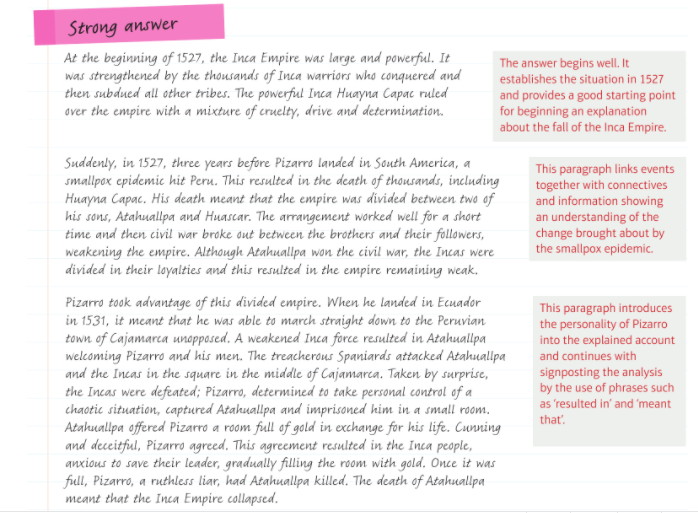 Strong answer
At the beginning of 1527, the Inca Empire was large and powerful. It
was strengthened by the thousands of Inca warriors who conquered and
then subdued all other tribes. The powerful Inca Huayna Capac ruled
over the empire with a mixture of cruelty, drive and determination.
The answer begins well. It
establishes the situation in 1527
and provides a good starting point
for beginning an explanation
about the fall of the Inca Empire.
Suddenly, in 1527, three years before Pizarro landed in South America, a
smallpox epidemic hit Peru. This resulted in the death of thousands, including
Huayna Capac. His death meant that the empire was divided between two of
his sons, Atahuallpa and Huascar. The arrangement worked well for a short
time and then civil war broke out between the brothers and their followers,
weakening the empire. Although Atahuallpa won the civil war, the Incas were
divided in their loyalties and this resulted in the empire remaining weak.
This paragraph links events
together with connectives
and information showing
an understanding of the
change brought about by
the smallpox epidemic.
Pizarro took advantage of this divided empire. When he landed in Ecuador
in 1531, it meant that he was able to march straight down to the Peruvian
town of Cajamarca unopposed. A weakened Inca force resulted in Atahuallpa
welcoming Pizarro and his men. The treacherous Spaniards attacked Atahuallpa
and the Incas in the square in the middle of Cajamarca. Taken by surprise,
the Incas were defeated; Pizarro, determined to take personal control of a
chaotic situation, captured Atahuallpa and imprisoned him in a small room.
Atahuallpa offered Pizarro a room full of gold in exchange for his life. Cunning
and deceitful, Pizarro agreed. This agreement resulted in the Inca people,
anxious to save their leader, gradually filling the room with gold. Once it was
full, Pizarro, a ruthless liar, had Atahuallpa killed. The death of Atahuallpa
meant that the Inca Empire collapsed.
This paragraph introduces
the personality of Pizarro
into the explained account
and continues with
signposting the analysis
by the use of phrases such
as 'resulted in' and 'meant
that'.